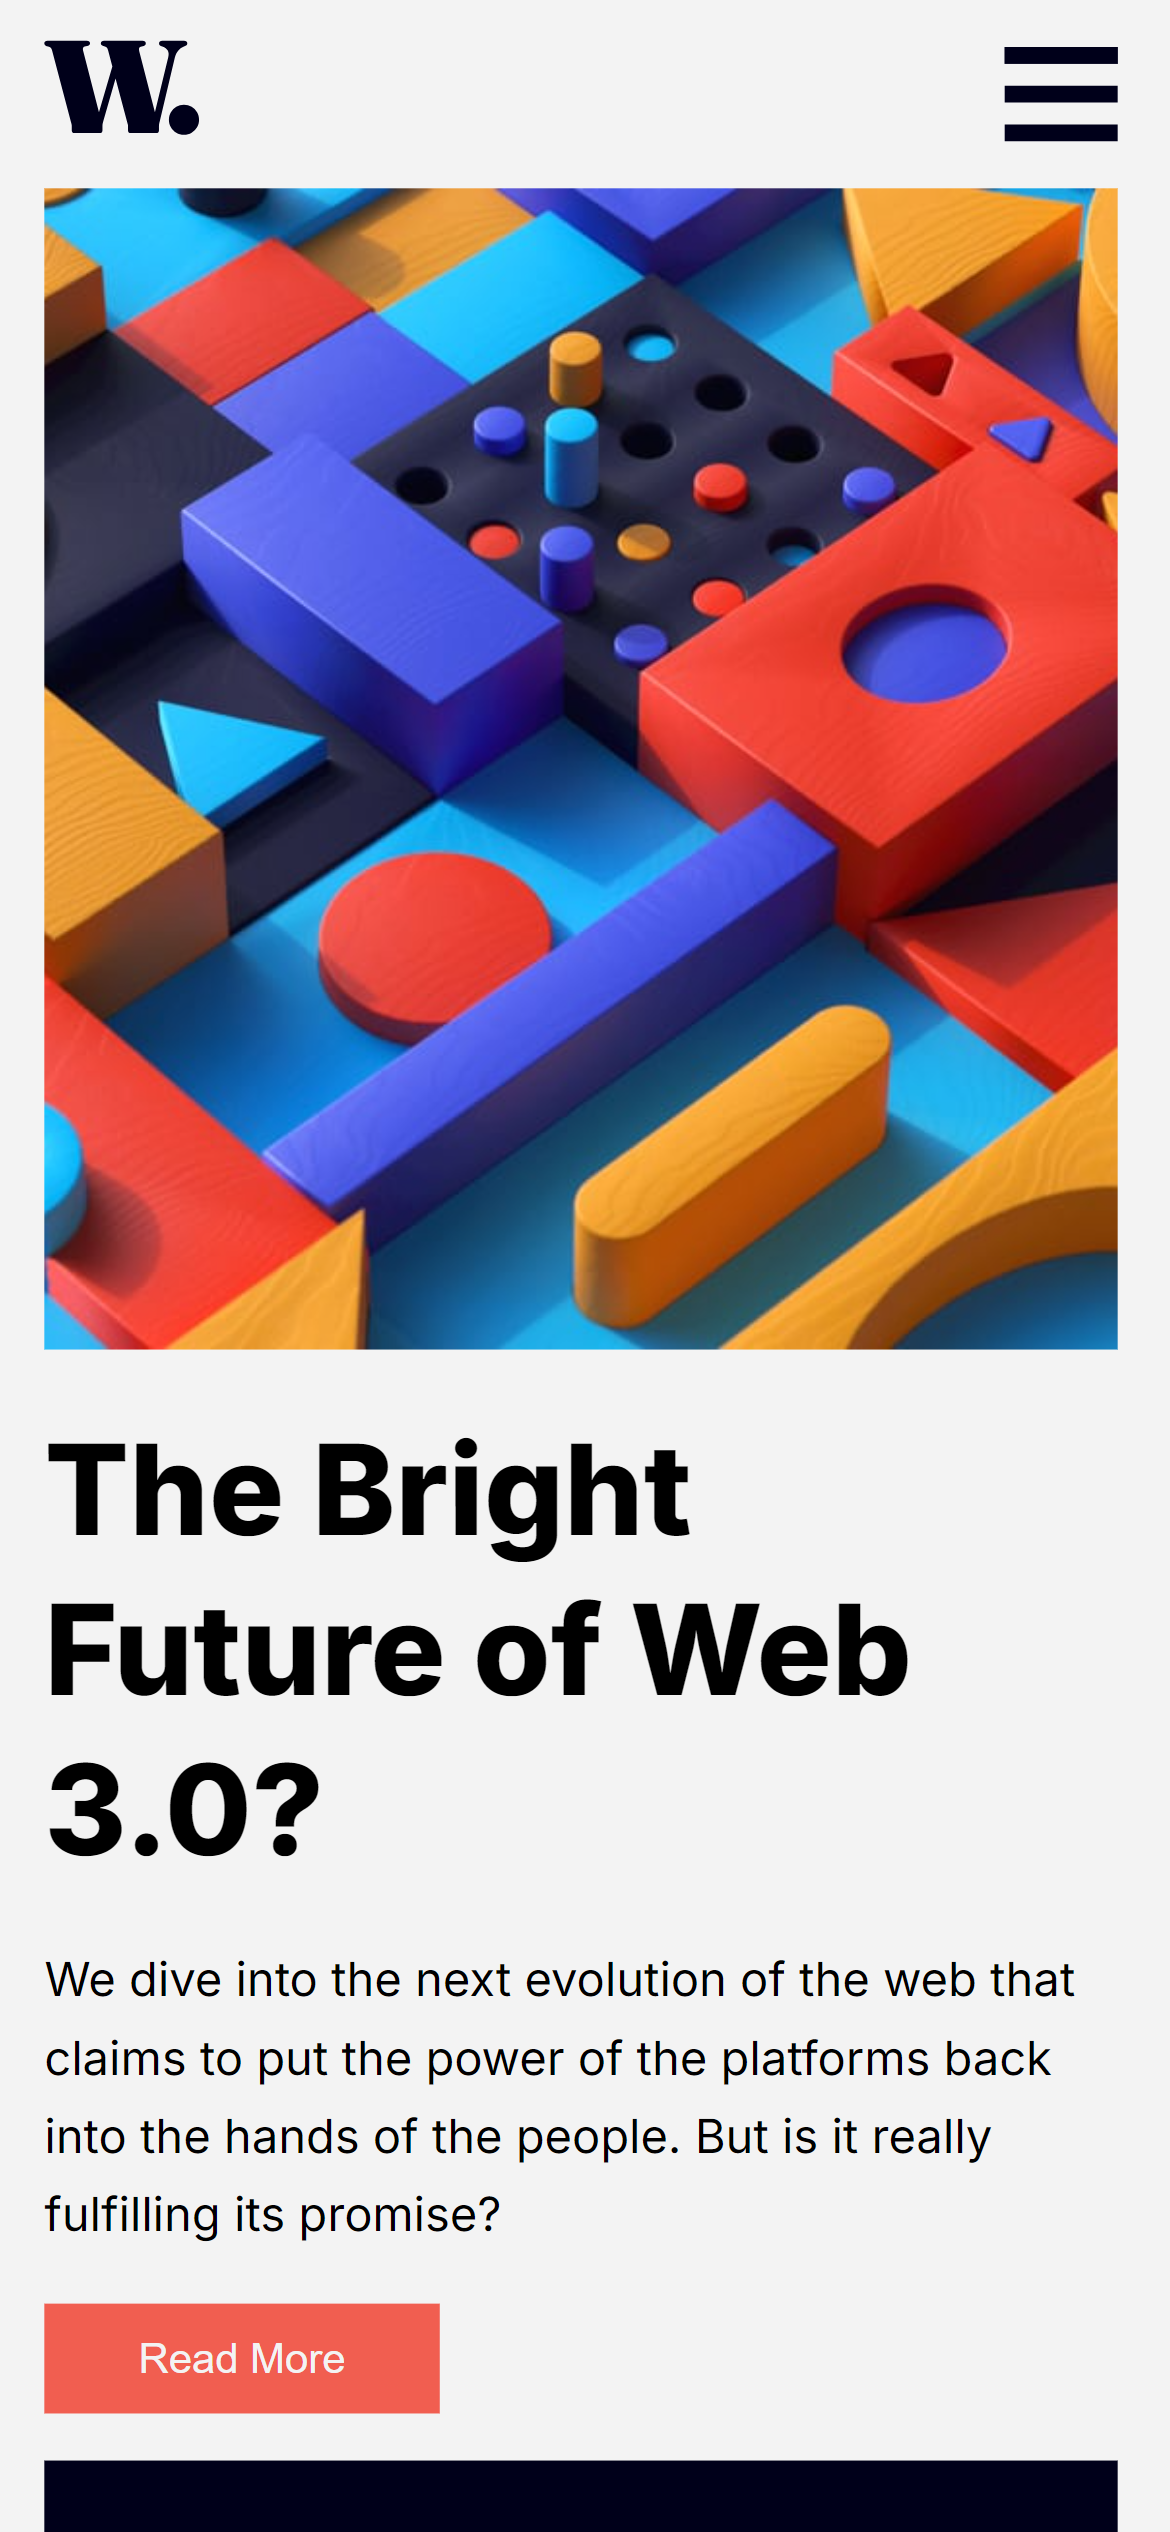 W.
The Bright
Future of Web
3.0?
We dive into the next evolution of the web that
claims to put the power of the platforms back
into the hands of the people. But is it really
fulfilling its promise?
Read More